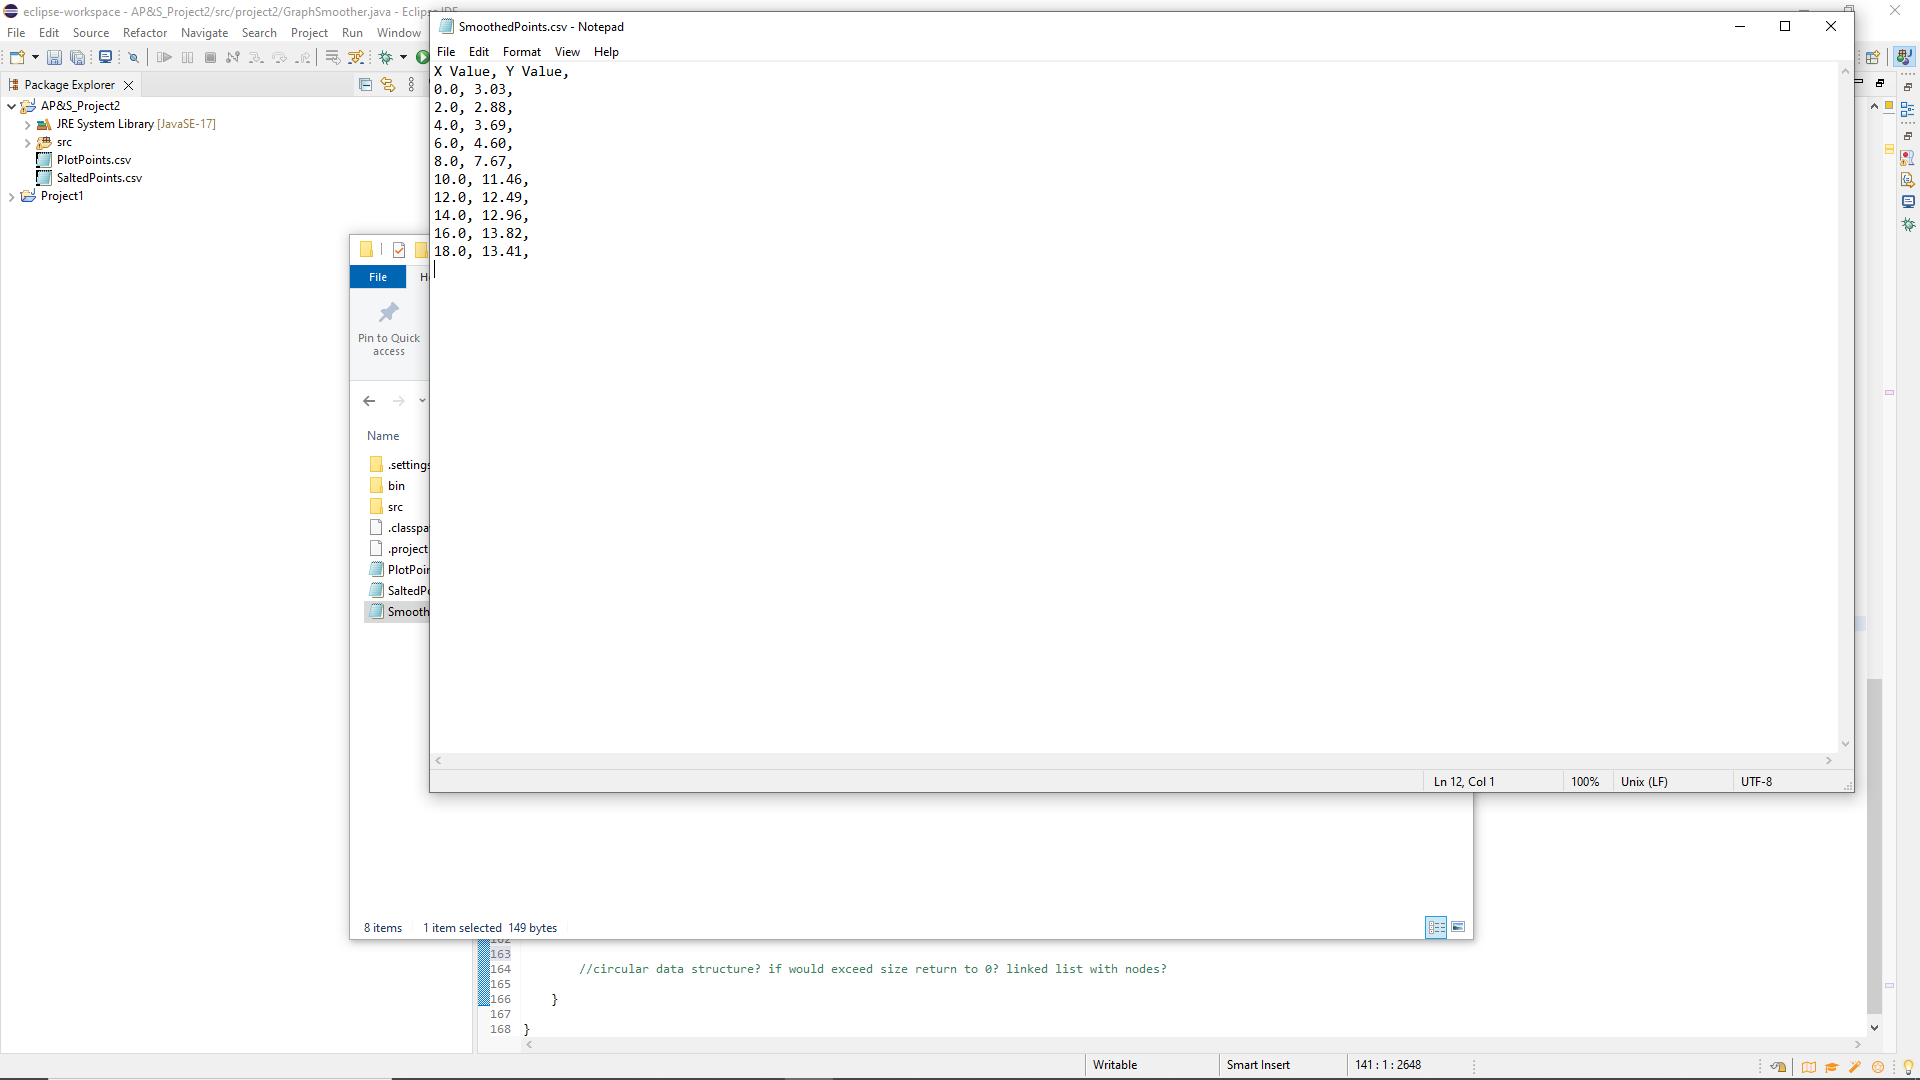 eclipse-workspace - AP&S_Project2/src/project2/GraphSmoother.java - Eclipse IDE
File Edit Source Refactor Navigate Search Project Run Window
Package Explorer
AP&S_Project2
JRE System Library [JavaSE-17]
src
PlotPoints.csv
SaltedPoints.csv
Project1
SmoothedPoints.csv - Notepad
File Edit Format View Help
X Value, Y Value,
0.0, 3.03,
2.0, 2.88,
4.0, 3.69,
6.0, 4.60,
8.0, 7.67,
10.0, 11.46,
12.0, 12.49,
14.0, 12.96,
16.0, 13.82,
18.0, 13.41,
Ln 12, Col 1 100% Unix (LF) UTF-8
File H
Pin to Quick
access
Name
.settings
bin
src
.classpa
.project
PlotPoin
SaltedPo
Smooth
8 items 1 item selected 149 bytes
162
163
164 //circular data structure? if would exceed size return to 0? linked list with nodes?
165
166 }
167
168 }
Writable Smart Insert 141 : 1 : 2648